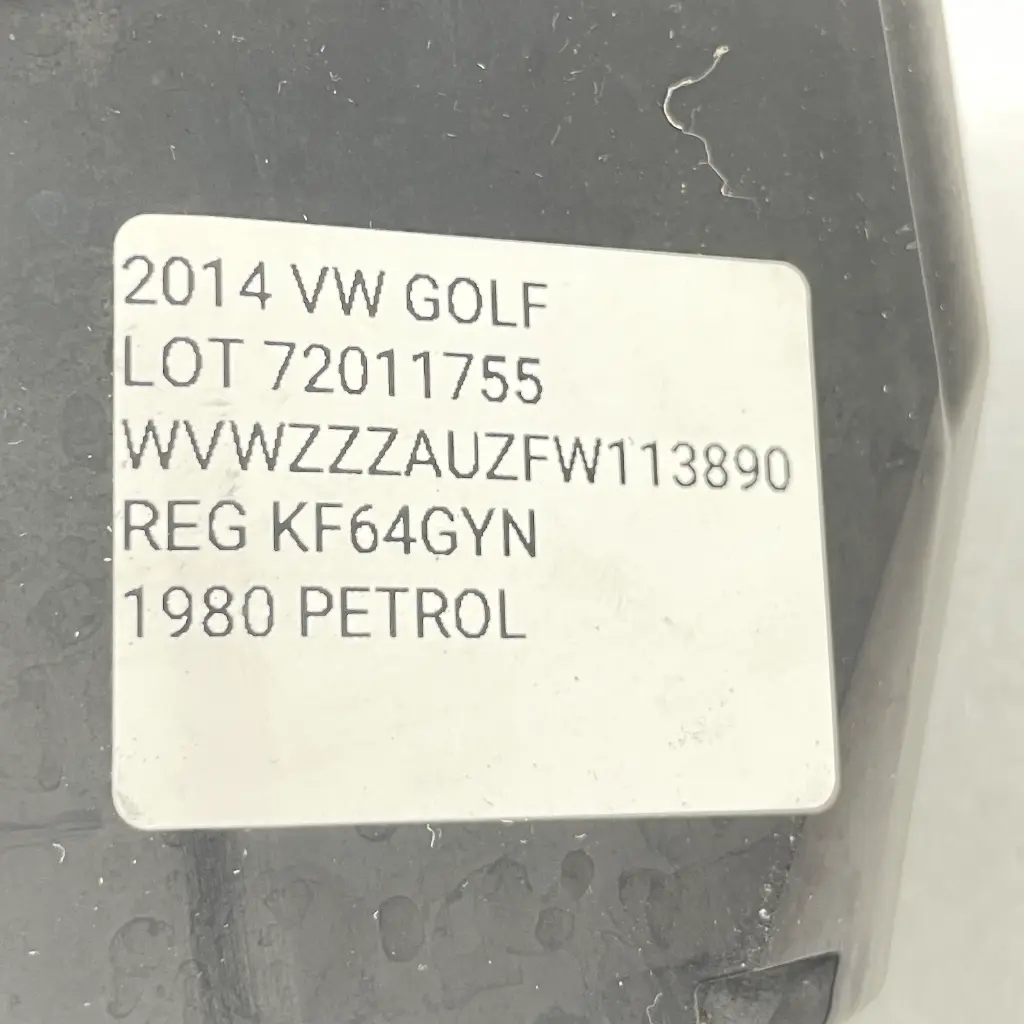 2014 VW GOLF
LOT 72011755
WVWZZZAUZFW113890
REG KF64GYN
1980 PETROL